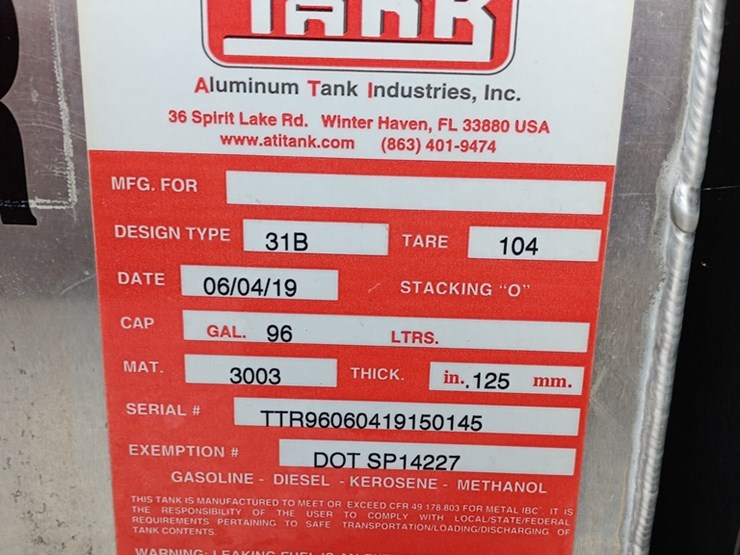 TANK
Aluminum Tank Industries, Inc.
36 Spirit Lake Rd. Winter Haven, FL 33880 USA
www.atitank.com (863) 401-9474
MFG. FOR
DESIGN TYPE 31B TARE 104
DATE 06/04/19 STACKING "O"
CAP GAL. 96 LTRS.
MAT. 3003 THICK. in. .125 mm.
SERIAL # TTR96060419150145
EXEMPTION # DOT SP14227
GASOLINE - DIESEL - KEROSENE - METHANOL
THIS TANK IS MANUFACTURED TO MEET OR EXCEED CFR 49 178.803 FOR METAL IBC IT IS
THE RESPONSIBILITY OF THE USER TO COMPLY WITH LOCAL/STATE/FEDERAL
REQUIREMENTS PERTAINING TO SAFE TRANSPORTATION/LOADING/DISCHARGING OF
TANK CONTENTS.
WARNING: LEAKING FUEL IS AN